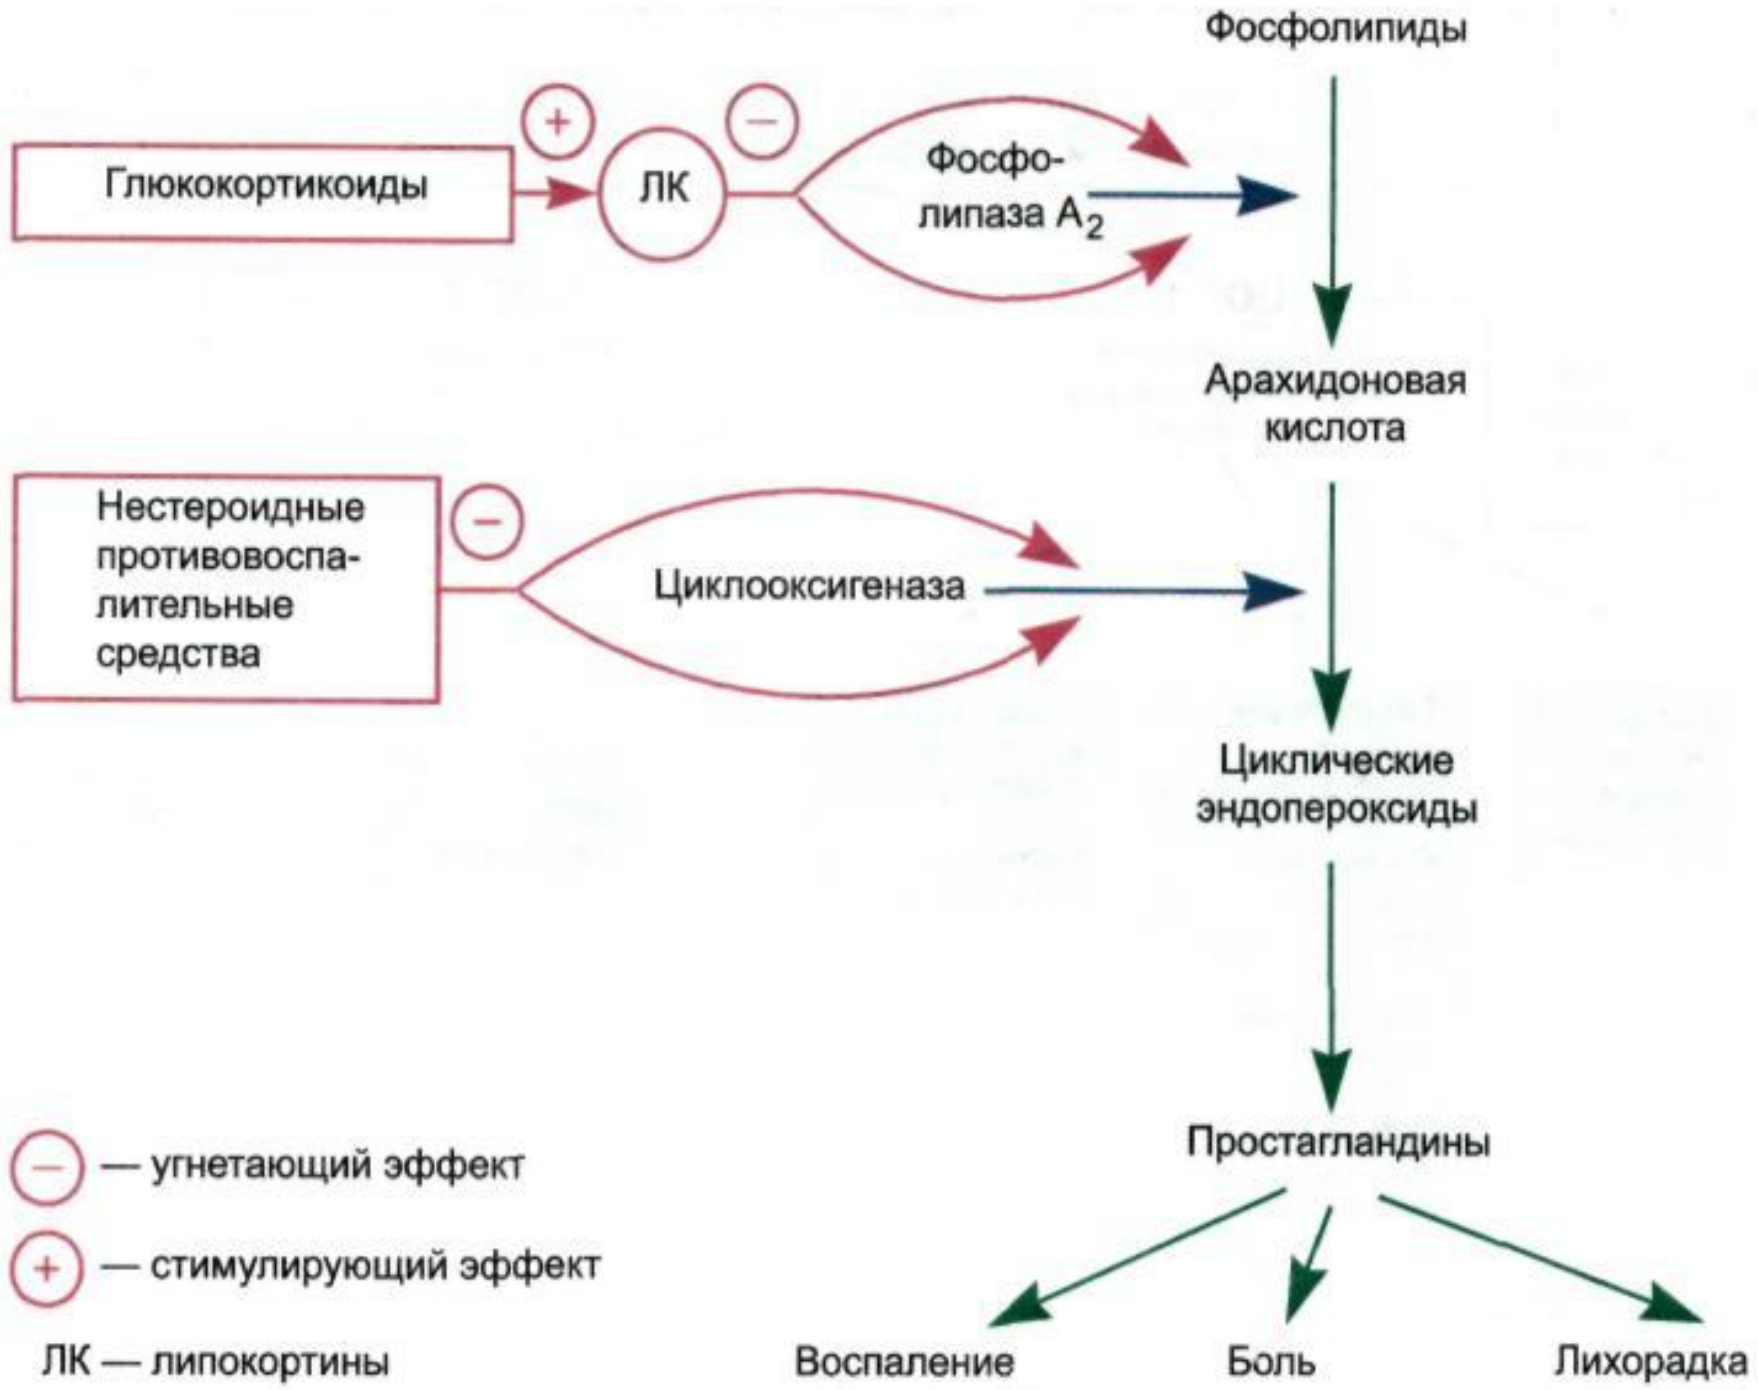 Фосфолипиды
+
−
Глюкокортикоиды
ЛК
Фосфо-
липаза А2
Арахидоновая
кислота
Нестероидные
противовоспа-
лительные
средства
−
Циклооксигеназа
Циклические
эндопероксиды
Простагландины
− — угнетающий эффект
+ — стимулирующий эффект
ЛК — липокортины
Воспаление
Боль
Лихорадка